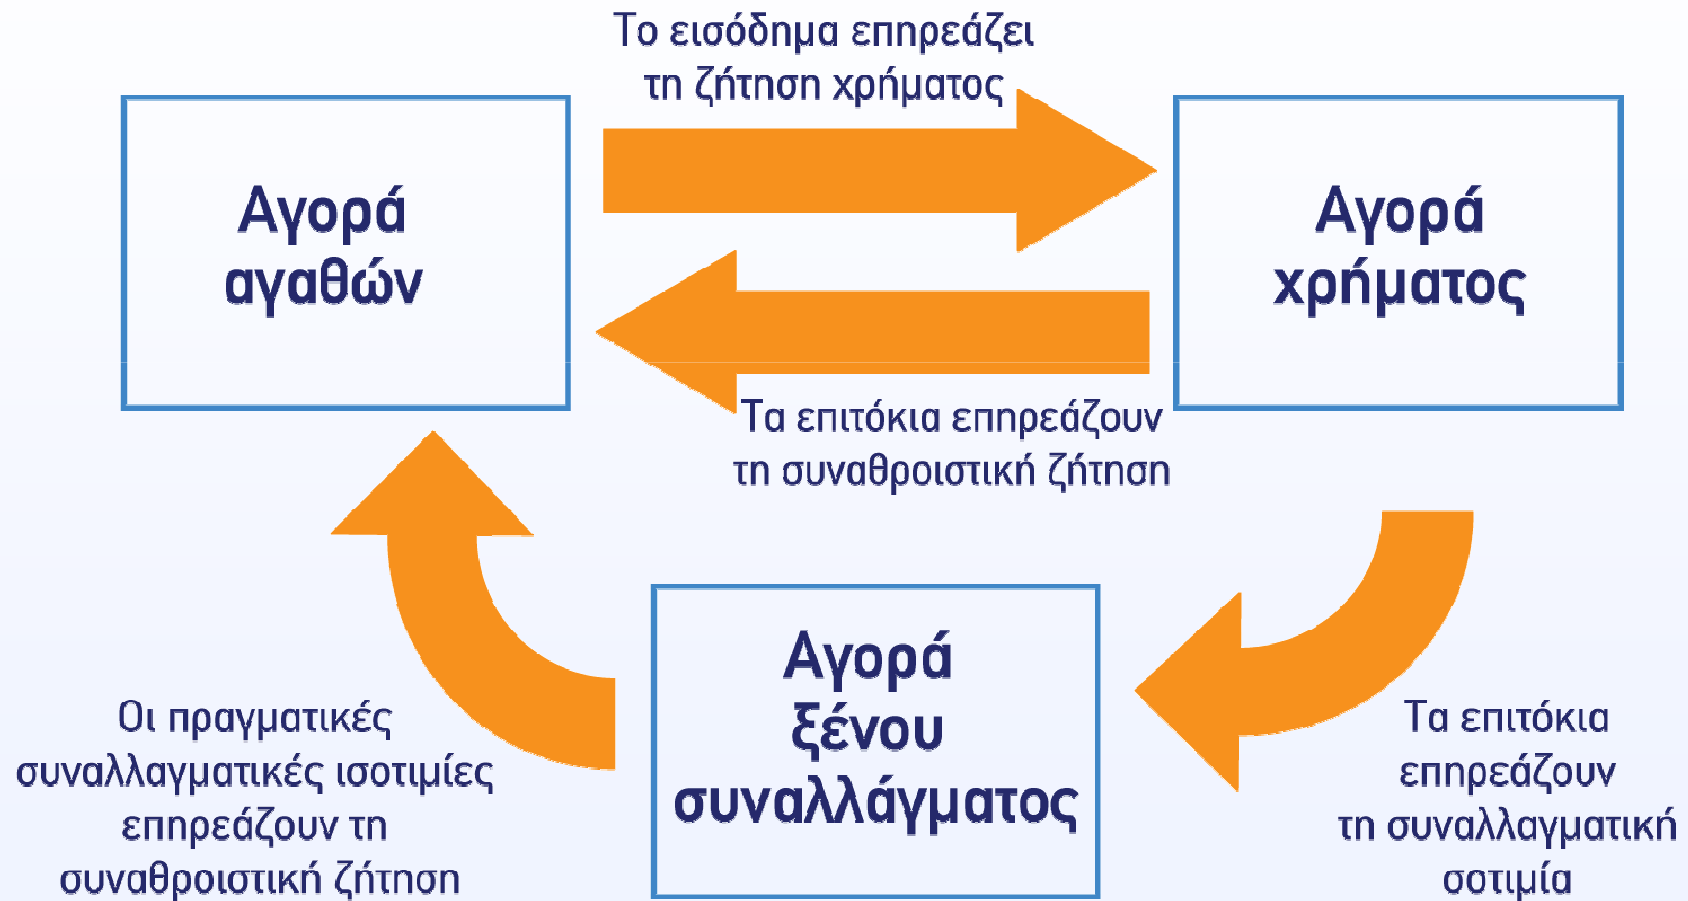 Το εισόδημα επηρεάζει
τη ζήτηση χρήματος
Αγορά
αγαθών
Αγορά
χρήματος
Τα επιτόκια επηρεάζουν
τη συναθροιστική ζήτηση
Αγορά
ξένου
συναλλάγματος
Οι πραγματικές
συναλλαγματικές ισοτιμίες
επηρεάζουν τη
συναθροιστική ζήτηση
Τα επιτόκια
επηρεάζουν
τη συναλλαγματική
σοτιμία